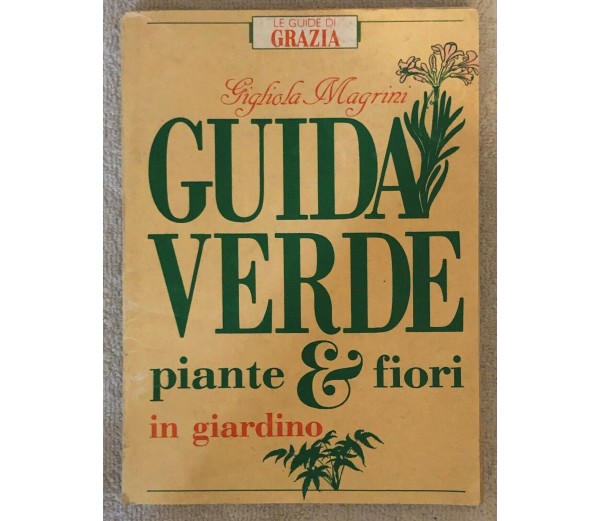 LE GUIDE DI
GRAZIA
Gigliola Magrini
GUIDA
VERDE
piante & fiori
in giardino